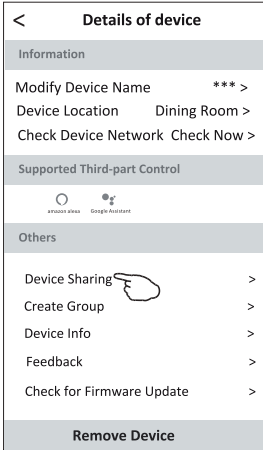 < Details of device
Information
Modify Device Name *** >
Device Location Dining Room >
Check Device Network Check Now >
Supported Third-part Control
amazon alexa Google Assistant
Others
Device Sharing >
Create Group >
Device Info >
Feedback >
Check for Firmware Update >
Remove Device